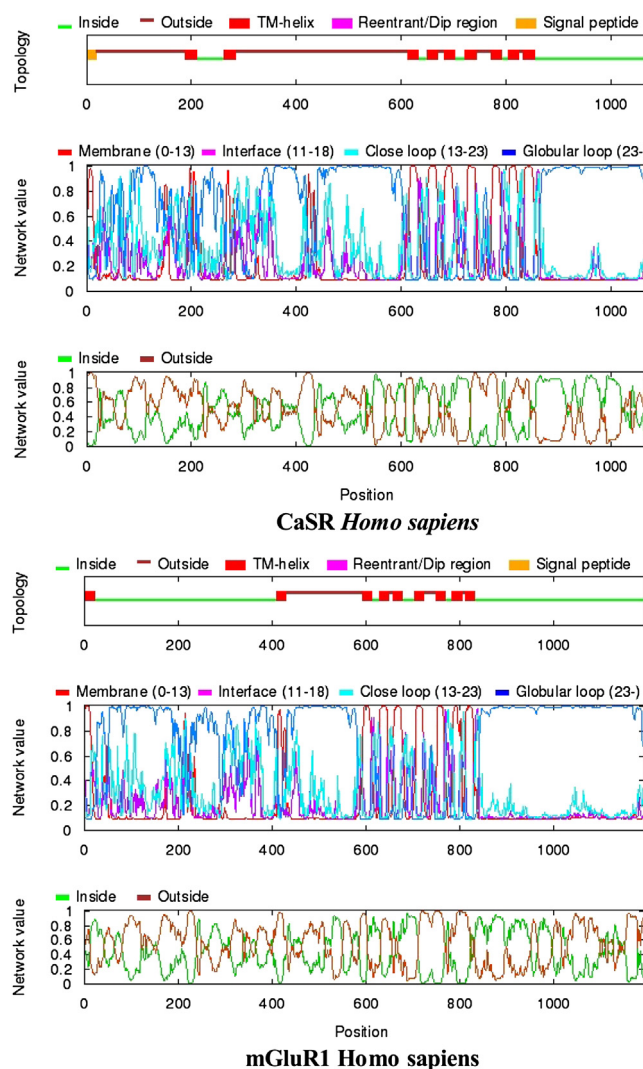 Inside Outside TM-helix Reentrant/Dip region Signal peptide
Topology
0 200 400 600 800 1000
Membrane (0-13) Interface (11-18) Close loop (13-23) Globular loop (23-
Network value
1
0.8
0.6
0.4
0.2
0
0 200 400 600 800 1000
Inside Outside
Network value
1
0.8
0.6
0.4
0.2
0
0 200 400 600 800 1000
Position
CaSR Homo sapiens
Inside Outside TM-helix Reentrant/Dip region Signal peptide
Topology
0 200 400 600 800 1000
Membrane (0-13) Interface (11-18) Close loop (13-23) Globular loop (23-)
Network value
1
0.8
0.6
0.4
0.2
0
0 200 400 600 800 1000
Inside Outside
Network value
1
0.8
0.6
0.4
0.2
0
0 200 400 600 800 1000
Position
mGluR1 Homo sapiens